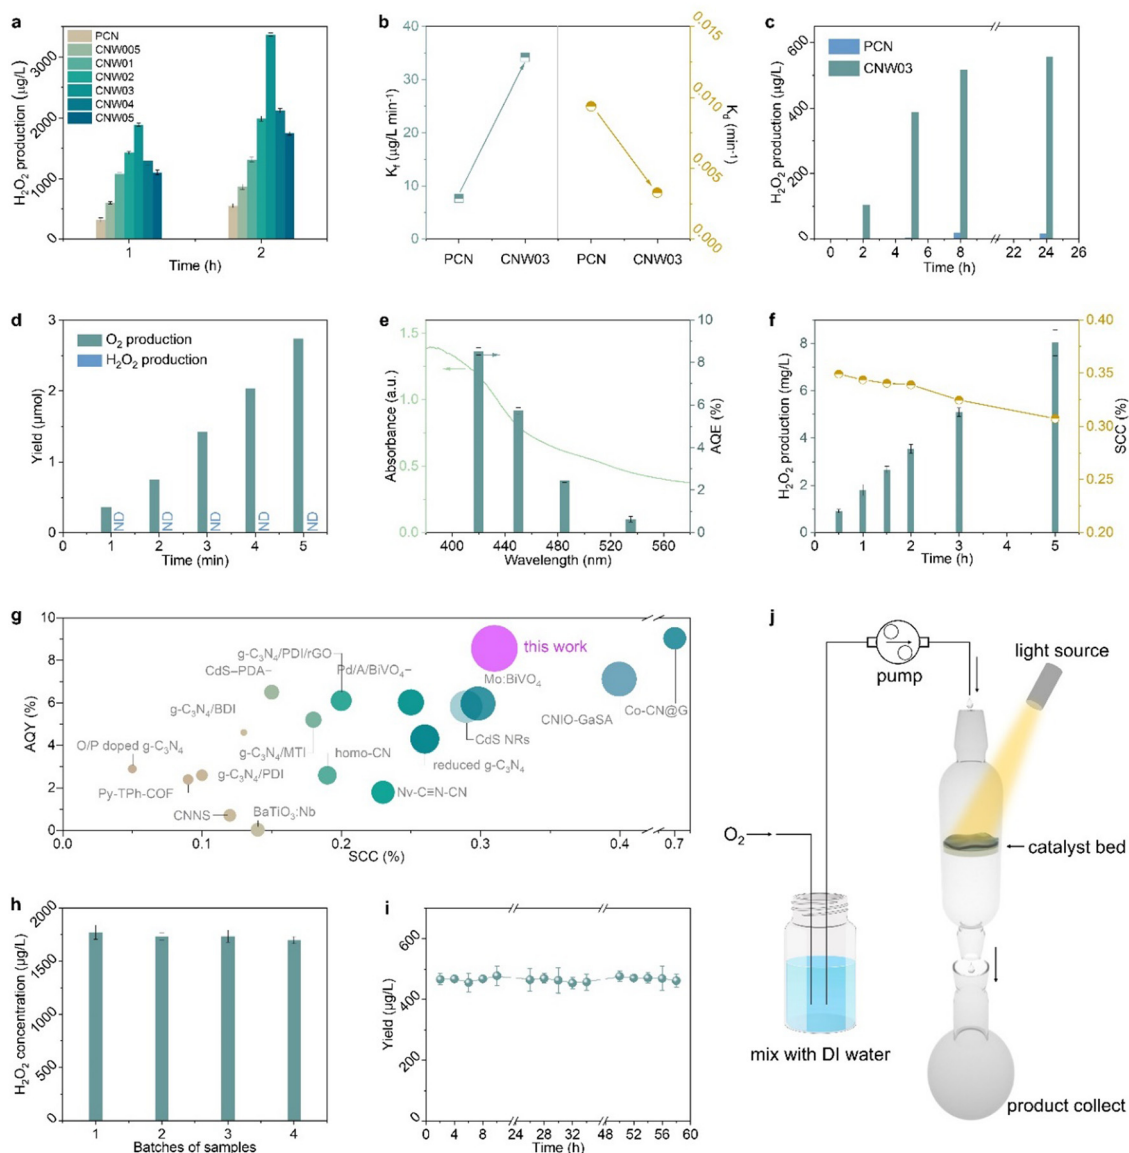 a
H₂O₂ production (μg/L)
3000
2000
1000
0
PCN
CNW005
CNW01
CNW02
CNW03
CNW04
CNW05
1
2
Time (h)
b
Kf (μg/L min⁻¹)
40
30
20
10
0
PCN
CNW03
PCN
CNW03
0.015
0.010
0.005
0.000
Kd (min⁻¹)
c
H₂O₂ production (μg/L)
600
400
200
0
PCN
CNW03
0 2 4 6 8 10 22 24 26
Time (h)
d
Yield (μmol)
3
2
1
0
O₂ production
H₂O₂ production
ND
ND
ND
ND
ND
0 1 2 3 4 5
Time (min)
e
Absorbance (a.u.)
1.5
1.0
0.5
0.0
400 440 480 520 560
Wavelength (nm)
10
8
6
4
2
0
AQE (%)
f
H₂O₂ production (mg/L)
8
6
4
2
0
0 1 2 3 5
Time (h)
0.40
0.35
0.30
0.25
0.20
SCC (%)
g
AQY (%)
10
8
6
4
2
0
g-C₃N₄/PDI/rGO
CdS–PDA
Pd/A/BiVO₄
this work
Mo:BiVO₄
g-C₃N₄/BDI
CNIO-GaSA
Co-CN@G
O/P doped g-C₃N₄
g-C₃N₄/MTI
homo-CN
CdS NRs
reduced g-C₃N₄
g-C₃N₄/PDI
Py-TPh-COF
Nv-C≡N-CN
CNNS
BaTiO₃:Nb
0.0 0.1 0.2 0.3 0.4 0.7
SCC (%)
h
H₂O₂ concentration (μg/L)
2000
1500
1000
500
0
1 2 3 4
Batches of samples
i
Yield (μg/L)
600
400
200
0
0 4 8 12 24 28 32 36 48 52 56 60
Time (h)
j
pump
light source
O₂
catalyst bed
mix with DI water
product collect